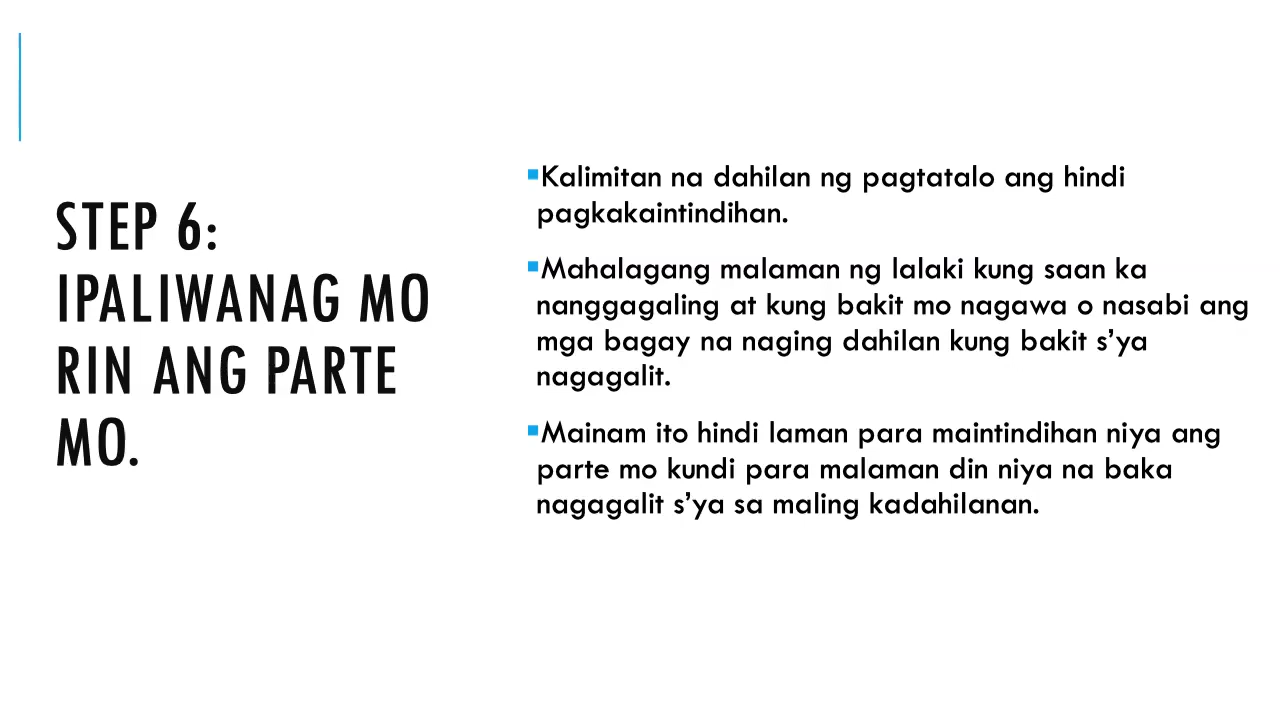 STEP 6:
IPALIWANAG MO
RIN ANG PARTE
MO.
▪Kalimitan na dahilan ng pagtatalo ang hindi
pagkakaintindihan.
▪Mahalagang malaman ng lalaki kung saan ka
nanggagaling at kung bakit mo nagawa o nasabi ang
mga bagay na naging dahilan kung bakit s’ya
nagagalit.
▪Mainam ito hindi laman para maintindihan niya ang
parte mo kundi para malaman din niya na baka
nagagalit s’ya sa maling kadahilanan.